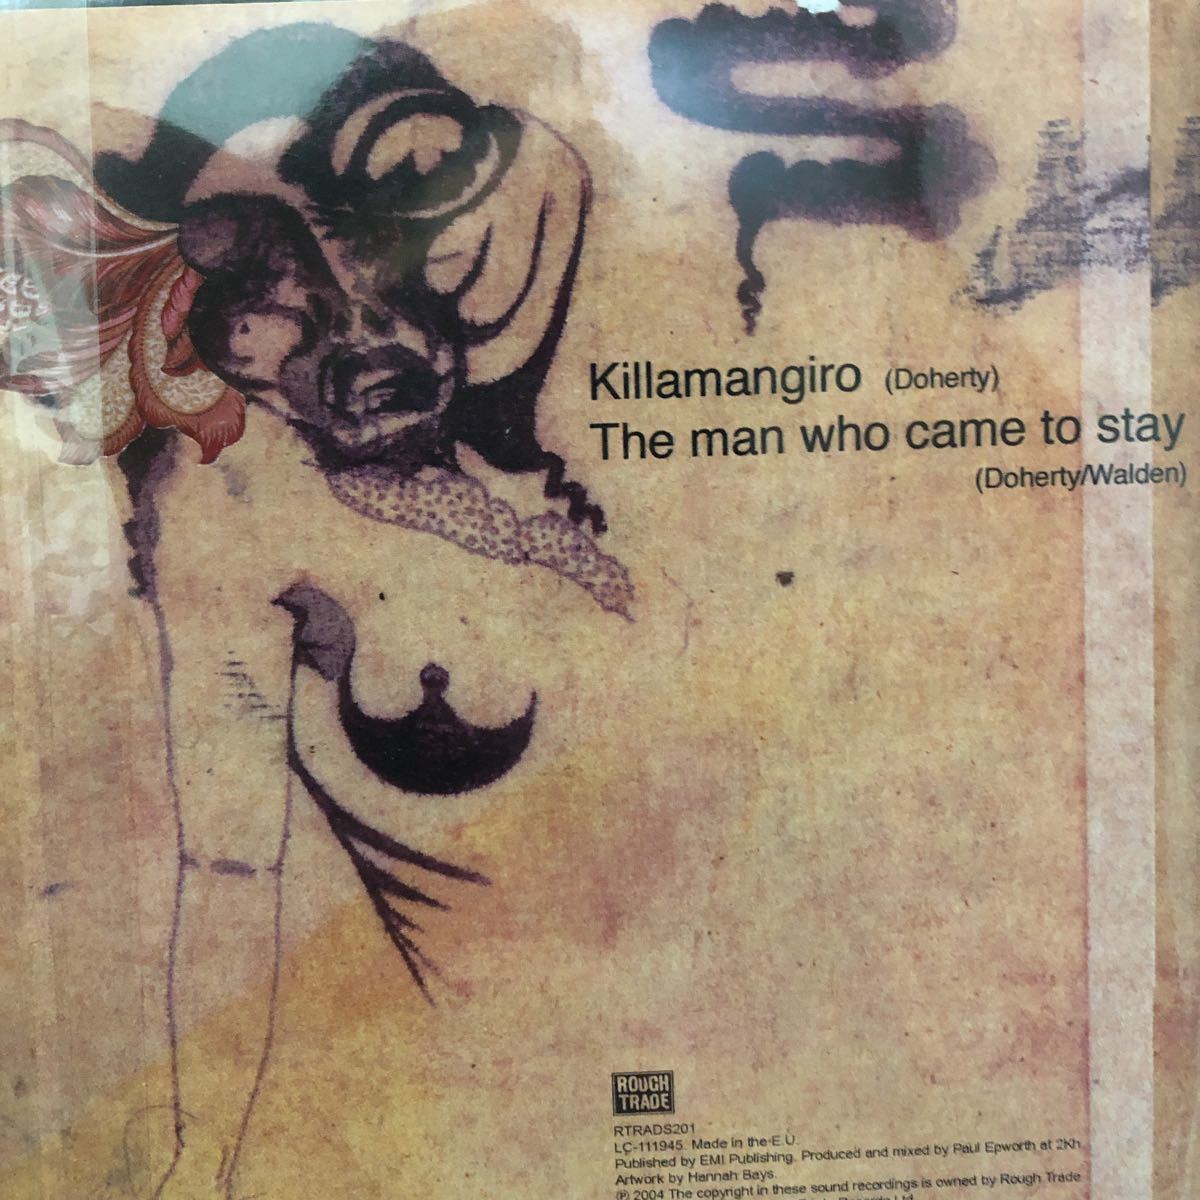 Killamangiro (Doherty)
The man who came to stay
(Doherty/Walden)
ROUGH
TRADE
RTRADS201
LC-111945. Made in the E.U.
Published by EMI Publishing. Produced and mixed by Paul Epworth at 2Kh
Artwork by Hannah Bays.
℗ 2004 The copyright in these sound recordings is owned by Rough Trade